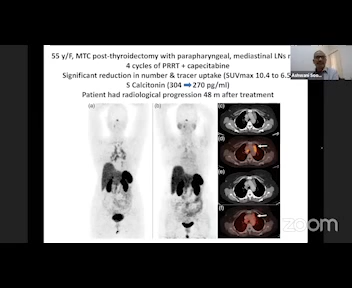 55 y/F, MTC post-thyroidectomy with parapharyngeal, mediastinal LNs
4 cycles of PRRT + capecitabine
Significant reduction in number & tracer uptake (SUVmax 10.4 to 6.5
S Calcitonin (304 ➡ 270 pg/ml)
Patient had radiological progression 48 m after treatment
Ashwani Soo
(a) (b) (c)
(d)
(e)
(f)
zoom